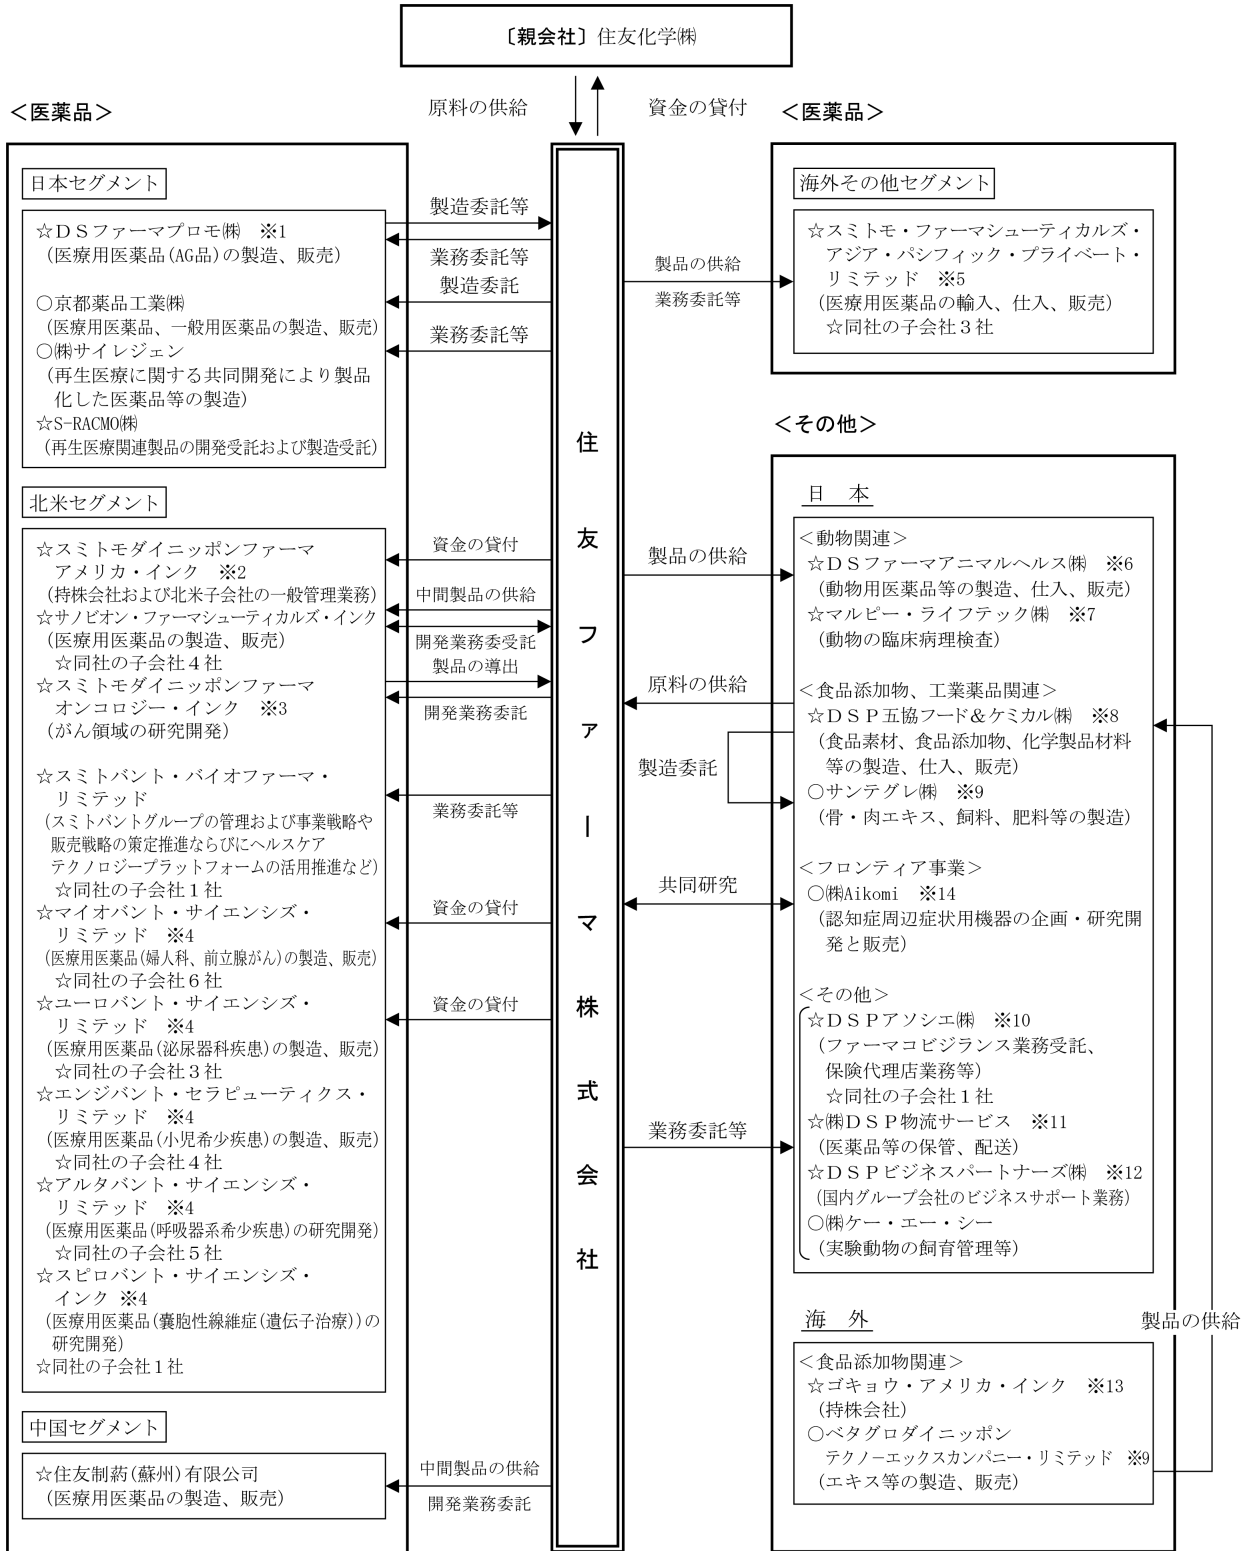 〔親会社〕住友化学㈱
原料の供給
資金の貸付
＜医薬品＞
日本セグメント
☆ＤＳファーマプロモ㈱　※1
(医療用医薬品(AG品)の製造、販売)
○京都薬品工業㈱
(医療用医薬品、一般用医薬品の製造、販売)
○㈱サイレジェン
(再生医療に関する共同開発により製品
化した医薬品等の製造)
☆S-RACMO㈱
(再生医療関連製品の開発受託および製造受託)
製造委託等
業務委託等
製造委託
業務委託等
北米セグメント
☆スミトモダイニッポンファーマ
アメリカ・インク　※2
(持株会社および北米子会社の一般管理業務)
☆サノビオン・ファーマシューティカルズ・インク
(医療用医薬品の製造、販売)
☆同社の子会社４社
☆スミトモダイニッポンファーマ
オンコロジー・インク　※3
(がん領域の研究開発)
☆スミトバント・バイオファーマ・
リミテッド
(スミトバントグループの管理および事業戦略や
販売戦略の策定推進ならびにヘルスケア
テクノロジープラットフォームの活用推進など)
☆同社の子会社１社
☆マイオバント・サイエンシズ・
リミテッド　※4
(医療用医薬品(婦人科、前立腺がん)の製造、販売)
☆同社の子会社６社
☆ユーロバント・サイエンシズ・
リミテッド　※4
(医療用医薬品(泌尿器科疾患)の製造、販売)
☆同社の子会社３社
☆エンジバント・セラピューティクス・
リミテッド　※4
(医療用医薬品(小児希少疾患)の製造、販売)
☆同社の子会社４社
☆アルタバント・サイエンシズ・
リミテッド　※4
(医療用医薬品(呼吸器系希少疾患)の研究開発)
☆同社の子会社５社
☆スピロバント・サイエンシズ・
インク ※4
(医療用医薬品(嚢胞性線維症(遺伝子治療))の
研究開発)
☆同社の子会社１社
資金の貸付
中間製品の供給
開発業務委受託
製品の導出
開発業務委託
業務委託等
資金の貸付
資金の貸付
中国セグメント
☆住友制葯(蘇州)有限公司
(医療用医薬品の製造、販売)
中間製品の供給
開発業務委託
住友ファーマ株式会社
＜医薬品＞
海外その他セグメント
☆スミトモ・ファーマシューティカルズ・
アジア・パシフィック・プライベート・
リミテッド　※5
(医療用医薬品の輸入、仕入、販売)
☆同社の子会社３社
製品の供給
業務委託等
＜その他＞
日　本
＜動物関連＞
☆ＤＳファーマアニマルヘルス㈱　※6
(動物用医薬品等の製造、仕入、販売)
☆マルピー・ライフテック㈱　※7
(動物の臨床病理検査)
製品の供給
＜食品添加物、工業薬品関連＞
☆ＤＳＰ五協フード＆ケミカル㈱　※8
(食品素材、食品添加物、化学製品材料
等の製造、仕入、販売)
○サンテグレ㈱　※9
(骨・肉エキス、飼料、肥料等の製造)
原料の供給
製造委託
＜フロンティア事業＞
○㈱Aikomi　※14
(認知症周辺症状用機器の企画・研究開
発と販売)
共同研究
＜その他＞
☆ＤＳＰアソシエ㈱　※10
(ファーマコビジランス業務受託、
保険代理店業務等)
☆同社の子会社１社
☆㈱ＤＳＰ物流サービス　※11
(医薬品等の保管、配送)
☆ＤＳＰビジネスパートナーズ㈱　※12
(国内グループ会社のビジネスサポート業務)
○㈱ケー・エー・シー
(実験動物の飼育管理等)
業務委託等
海　外
＜食品添加物関連＞
☆ゴキョウ・アメリカ・インク　※13
(持株会社)
○ベタグロダイニッポン
テクノ－エックスカンパニー・リミテッド　※9
(エキス等の製造、販売)
製品の供給